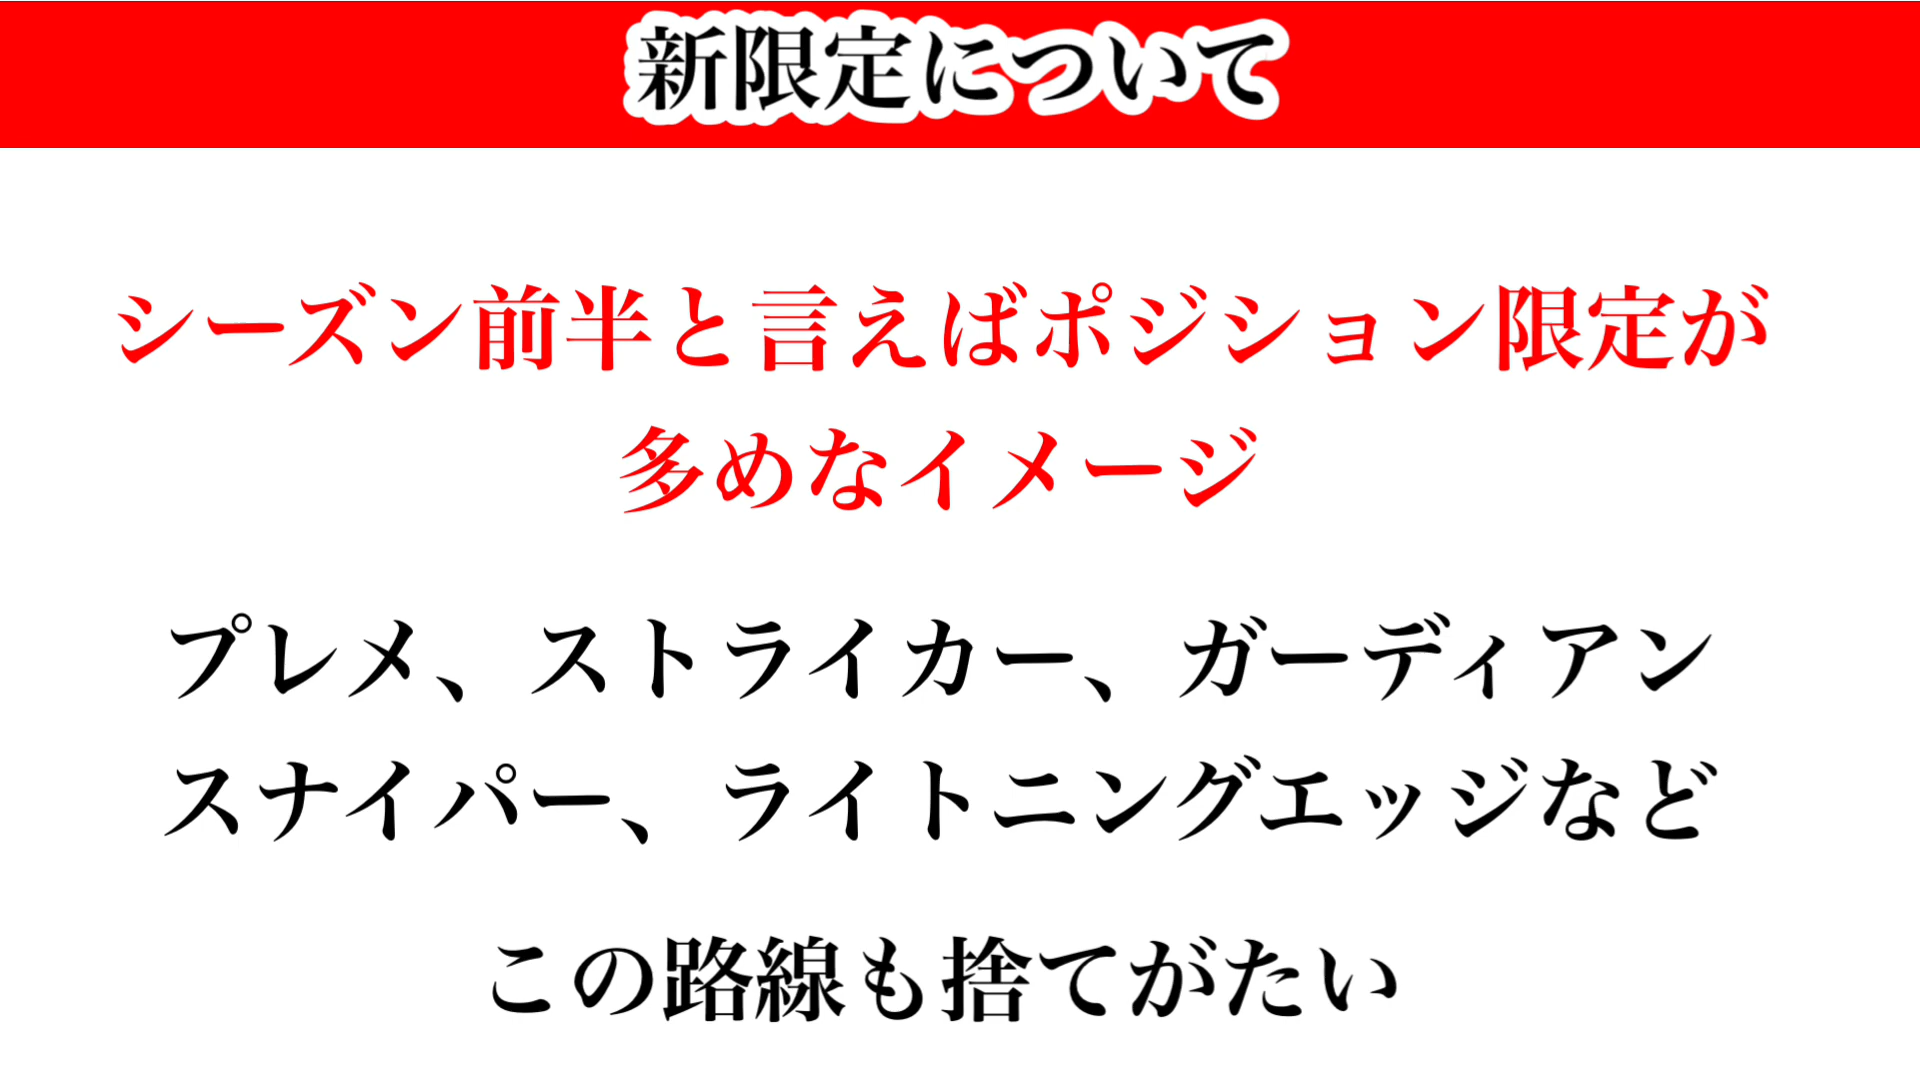 新限定について
シーズン前半と言えばポジション限定が
多めなイメージ
プレメ、ストライカー、ガーディアン
スナイパー、ライトニングエッジなど
この路線も捨てがたい